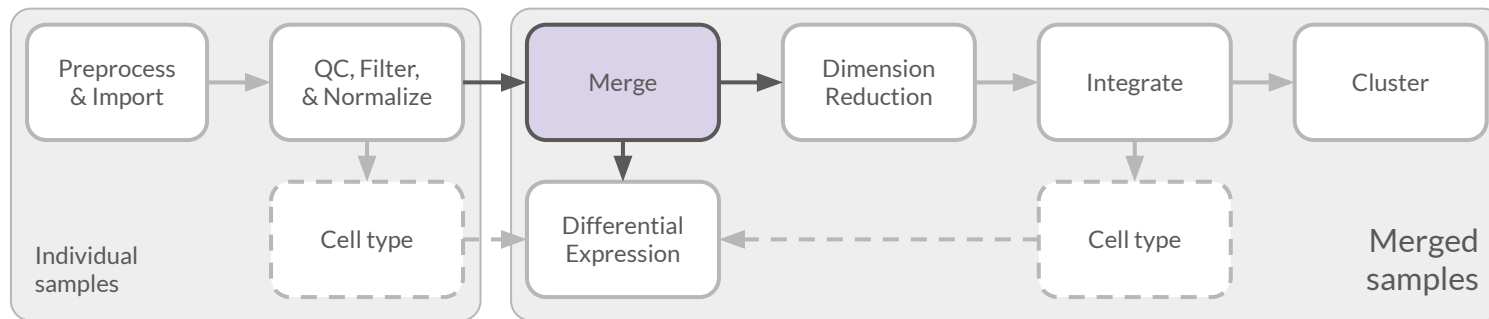 Preprocess
& Import
QC, Filter,
& Normalize
Merge
Dimension
Reduction
Integrate
Cluster
Cell type
Differential
Expression
Cell type
Individual
samples
Merged
samples